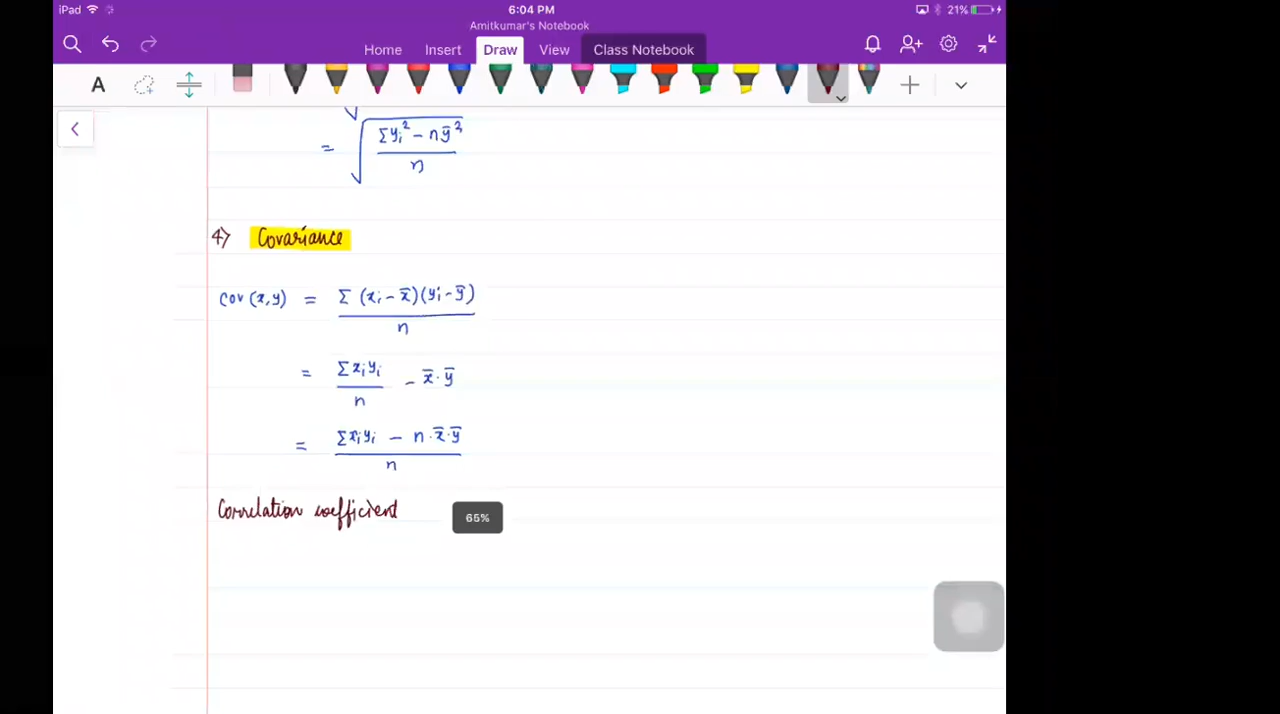 iPad 6:04 PM 21%
Amitkumar's Notebook
Home Insert Draw View Class Notebook
A
= √(Σyᵢ² − nȳ² / n)
4) Covariance
Cov (x,y) = Σ (xᵢ − x̄)(yᵢ − ȳ) / n
= Σxᵢyᵢ / n − x̄ · ȳ
= Σxᵢyᵢ − n · x̄ · ȳ / n
Correlation coefficient
65%